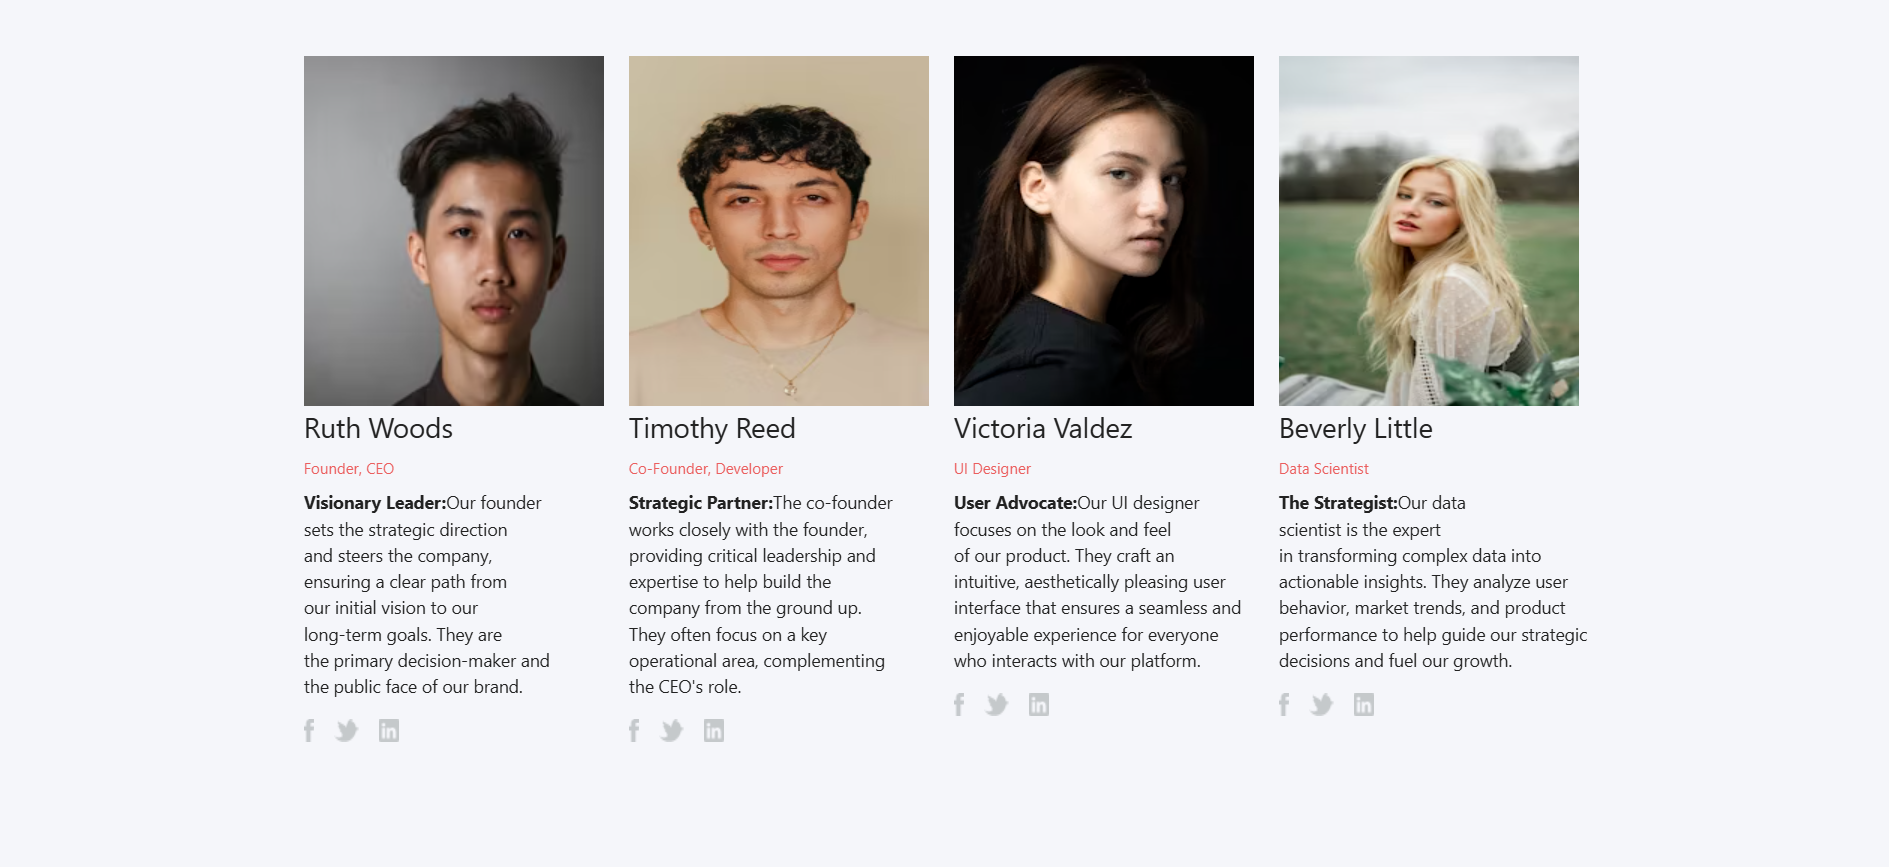 Ruth Woods
Founder, CEO
Visionary Leader:Our founder
sets the strategic direction
and steers the company,
ensuring a clear path from
our initial vision to our
long-term goals. They are
the primary decision-maker and
the public face of our brand.
Timothy Reed
Co-Founder, Developer
Strategic Partner:The co-founder
works closely with the founder,
providing critical leadership and
expertise to help build the
company from the ground up.
They often focus on a key
operational area, complementing
the CEO's role.
Victoria Valdez
UI Designer
User Advocate:Our UI designer
focuses on the look and feel
of our product. They craft an
intuitive, aesthetically pleasing user
interface that ensures a seamless and
enjoyable experience for everyone
who interacts with our platform.
Beverly Little
Data Scientist
The Strategist:Our data
scientist is the expert
in transforming complex data into
actionable insights. They analyze user
behavior, market trends, and product
performance to help guide our strategic
decisions and fuel our growth.